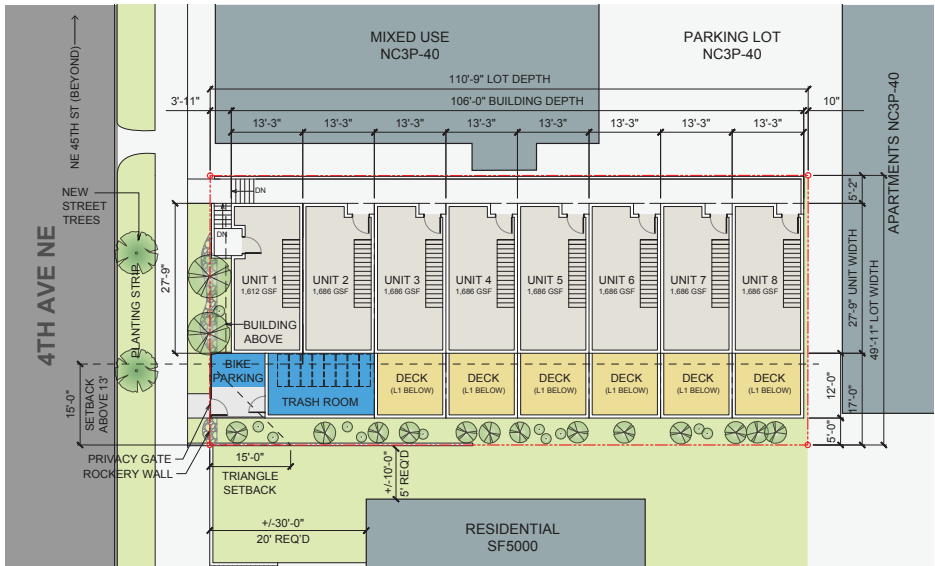 MIXED USE
NC3P-40
PARKING LOT
NC3P-40
NE 45TH ST (BEYOND)
110'-9" LOT DEPTH
3'-11"
106'-0" BUILDING DEPTH
10"
13'-3"
13'-3"
13'-3"
13'-3"
13'-3"
13'-3"
13'-3"
13'-3"
APARTMENTS NC3P-40
NEW
STREET
TREES
DN
DN
5'-2"
4TH AVE NE
PLANTING STRIP
27'-9"
UNIT 1
1,612 GSF
UNIT 2
1,686 GSF
UNIT 3
1,686 GSF
UNIT 4
1,686 GSF
UNIT 5
1,686 GSF
UNIT 6
1,686 GSF
UNIT 7
1,686 GSF
UNIT 8
1,686 GSF
27'-9" UNIT WIDTH
49'-11" LOT WIDTH
BUILDING
ABOVE
BIKE
PARKING
TRASH ROOM
DECK
(L1 BELOW)
DECK
(L1 BELOW)
DECK
(L1 BELOW)
DECK
(L1 BELOW)
DECK
(L1 BELOW)
DECK
(L1 BELOW)
12'-0"
17'-0"
5'-0"
15'-0"
SETBACK
ABOVE 13'
PRIVACY GATE
ROCKERY WALL
15'-0"
TRIANGLE
SETBACK
+/-10'-0"
5' REQ'D
+/-30'-0"
20' REQ'D
RESIDENTIAL
SF5000